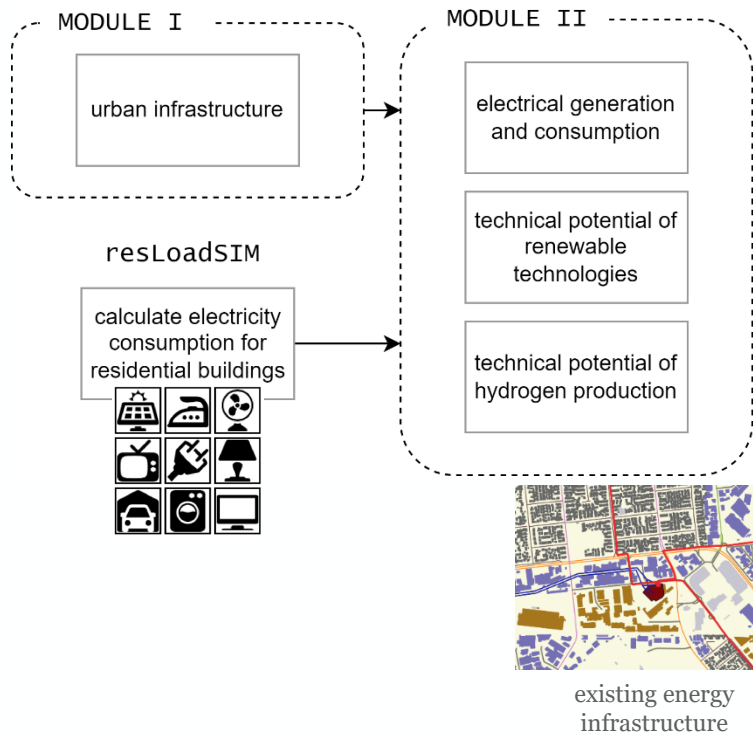 MODULE I
urban infrastructure
MODULE II
electrical generation
and consumption
technical potential of
renewable
technologies
technical potential of
hydrogen production
resLoadSIM
calculate electricity
consumption for
residential buildings
existing energy
infrastructure